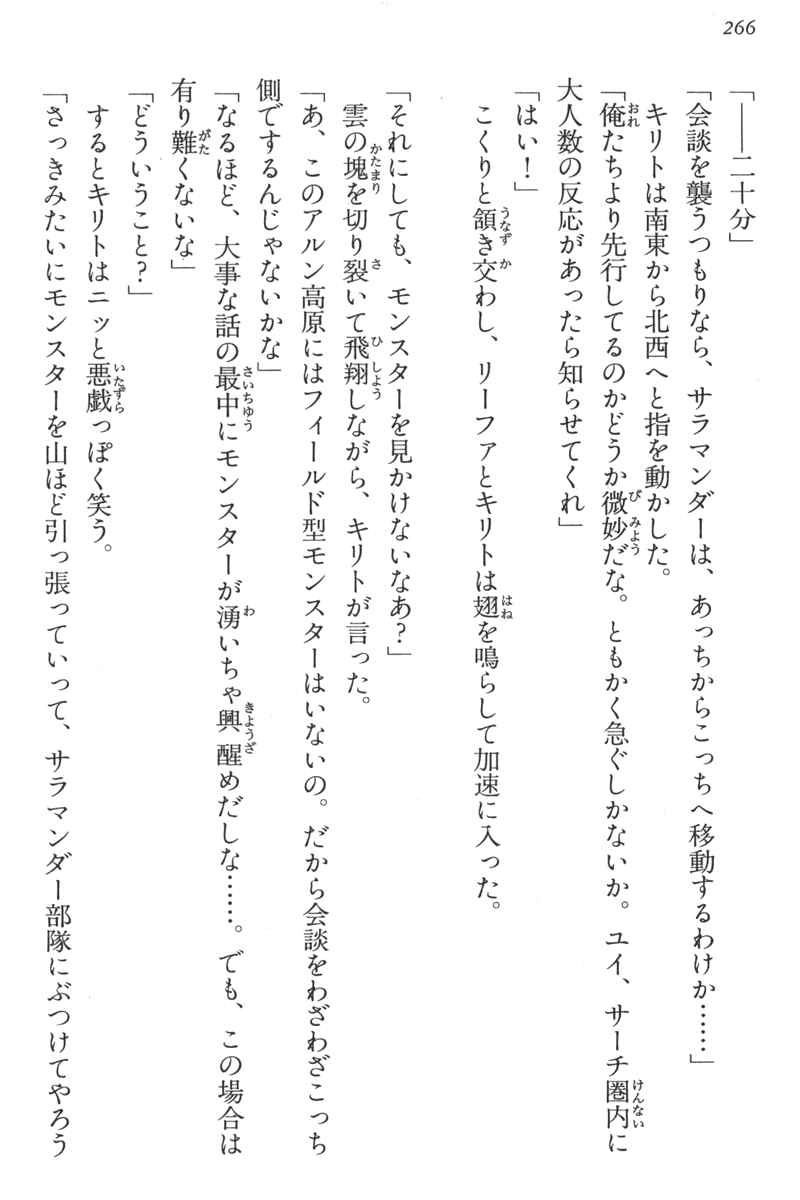 266
「――二十分」
「会談を襲うつもりなら、サラマンダーは、あっちからこっちへ移動するわけか……」
キリトは南東から北西へと指を動かした。
「俺たちより先行してるのかどうか微妙だな。ともかく急ぐしかないか。ユイ、サーチ圏内に
大人数の反応があったら知らせてくれ」
「はい！」
こくりと頷き交わし、リーファとキリトは翅を鳴らして加速に入った。
「それにしても、モンスターを見かけないなあ？」
雲の塊を切り裂いて飛翔しながら、キリトが言った。
「あ、このアルン高原にはフィールド型モンスターはいないの。だから会談をわざわざこっち
側でするんじゃないかな」
「なるほど、大事な話の最中にモンスターが湧いちゃ興醒めだしな……。でも、この場合は
有り難くないな」
「どういうこと？」
するとキリトはニッと悪戯っぽく笑う。
「さっきみたいにモンスターを山ほど引っ張っていって、サラマンダー部隊にぶつけてやろう